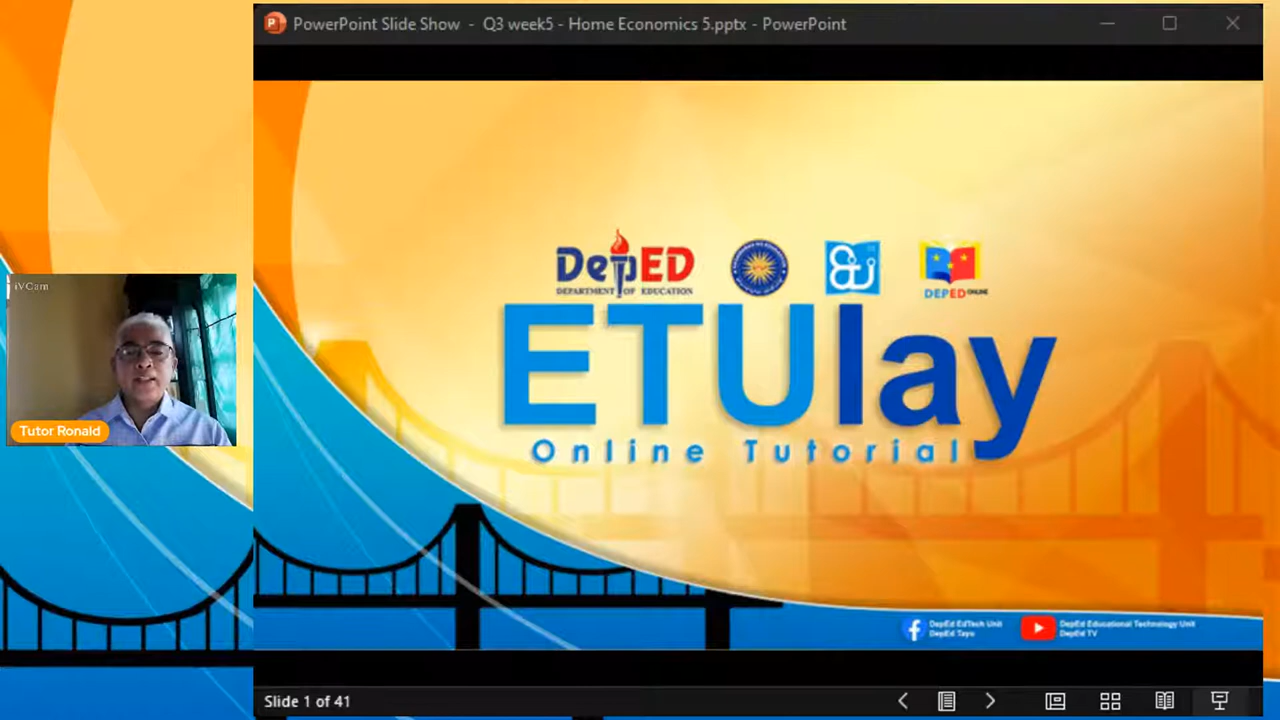 PowerPoint Slide Show - Q3 week5 - Home Economics 5.pptx - PowerPoint
DepED
DEPARTMENT OF EDUCATION
DEPED ONLINE
ETUlay
Online Tutorial
iVCam
Tutor Ronald
DepEd EdTech Unit
DepEd Tayo
DepEd Educational Technology Unit
DepEd TV
Slide 1 of 41